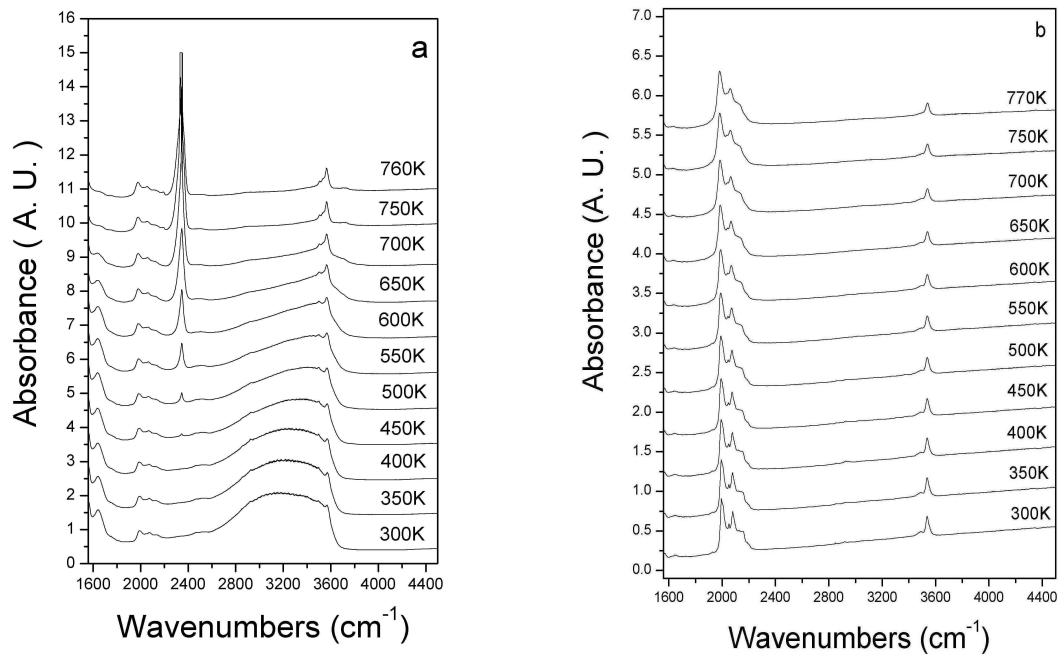 a
Absorbance ( A. U. )
16
15
14
13
12
11
10
9
8
7
6
5
4
3
2
1
0
760K
750K
700K
650K
600K
550K
500K
450K
400K
350K
300K
1600 2000 2400 2800 3200 3600 4000 4400
Wavenumbers (cm⁻¹)
b
Absorbance (A. U. )
7.0
6.5
6.0
5.5
5.0
4.5
4.0
3.5
3.0
2.5
2.0
1.5
1.0
0.5
0.0
770K
750K
700K
650K
600K
550K
500K
450K
400K
350K
300K
1600 2000 2400 2800 3200 3600 4000 4400
Wavenumbers (cm⁻¹)